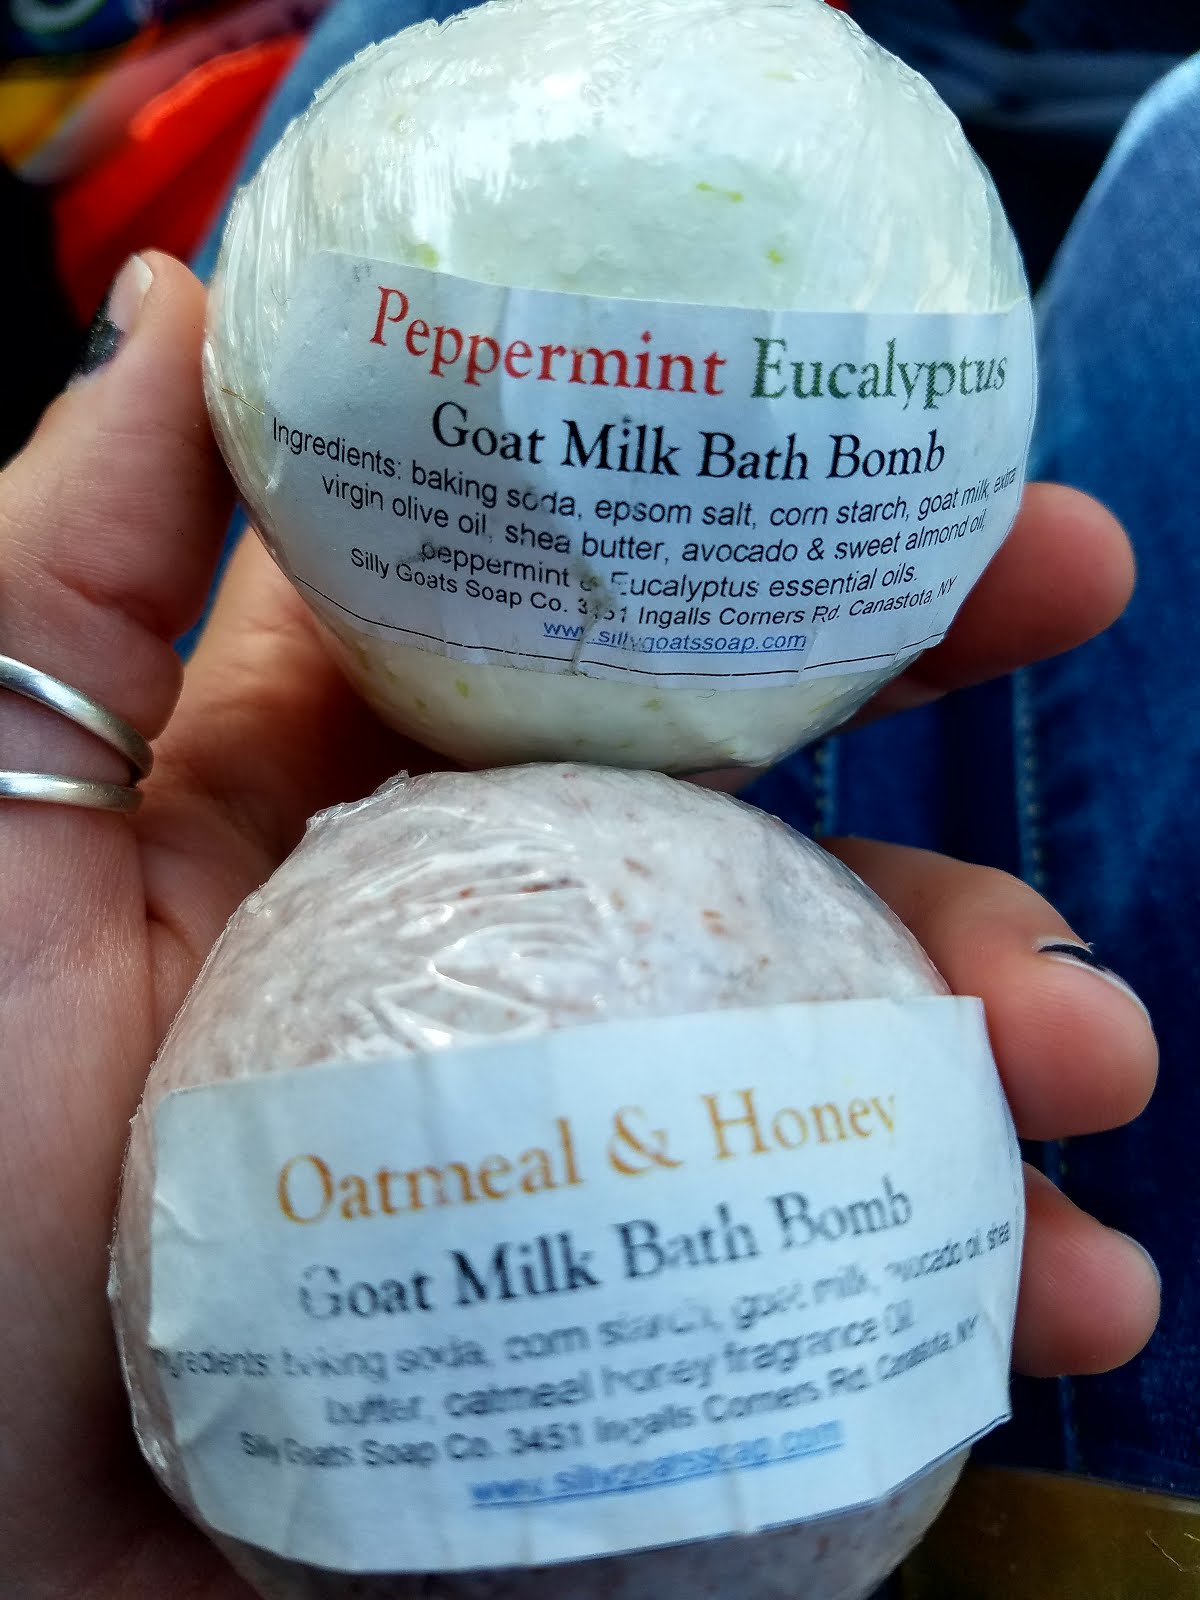 Peppermint Eucalyptus
Goat Milk Bath Bomb
Ingredients: baking soda, epsom salt, corn starch, goat milk, extra
virgin olive oil, shea butter, avocado & sweet almond oil,
peppermint & Eucalyptus essential oils.
Silly Goats Soap Co. 3451 Ingalls Corners Rd. Canastota, NY
www.sillygoatssoap.com
Oatmeal & Honey
Goat Milk Bath Bomb
Ingredients: baking soda, corn starch, goat milk, avocado oil, shea
butter, oatmeal honey fragrance Oil
Silly Goats Soap Co. 3451 Ingalls Corners Rd. Canastota, NY
www.sillygoatssoap.com